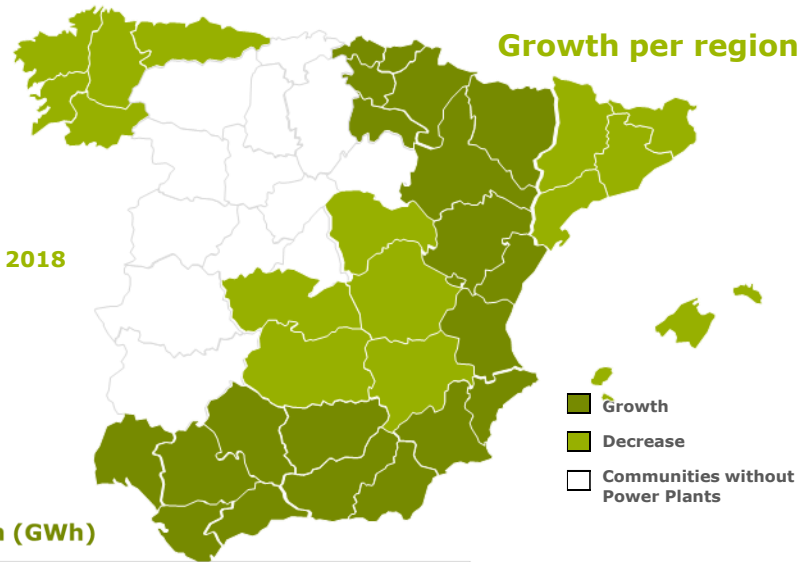 Growth per region
2018
Growth
Decrease
Communities without
Power Plants
(GWh)